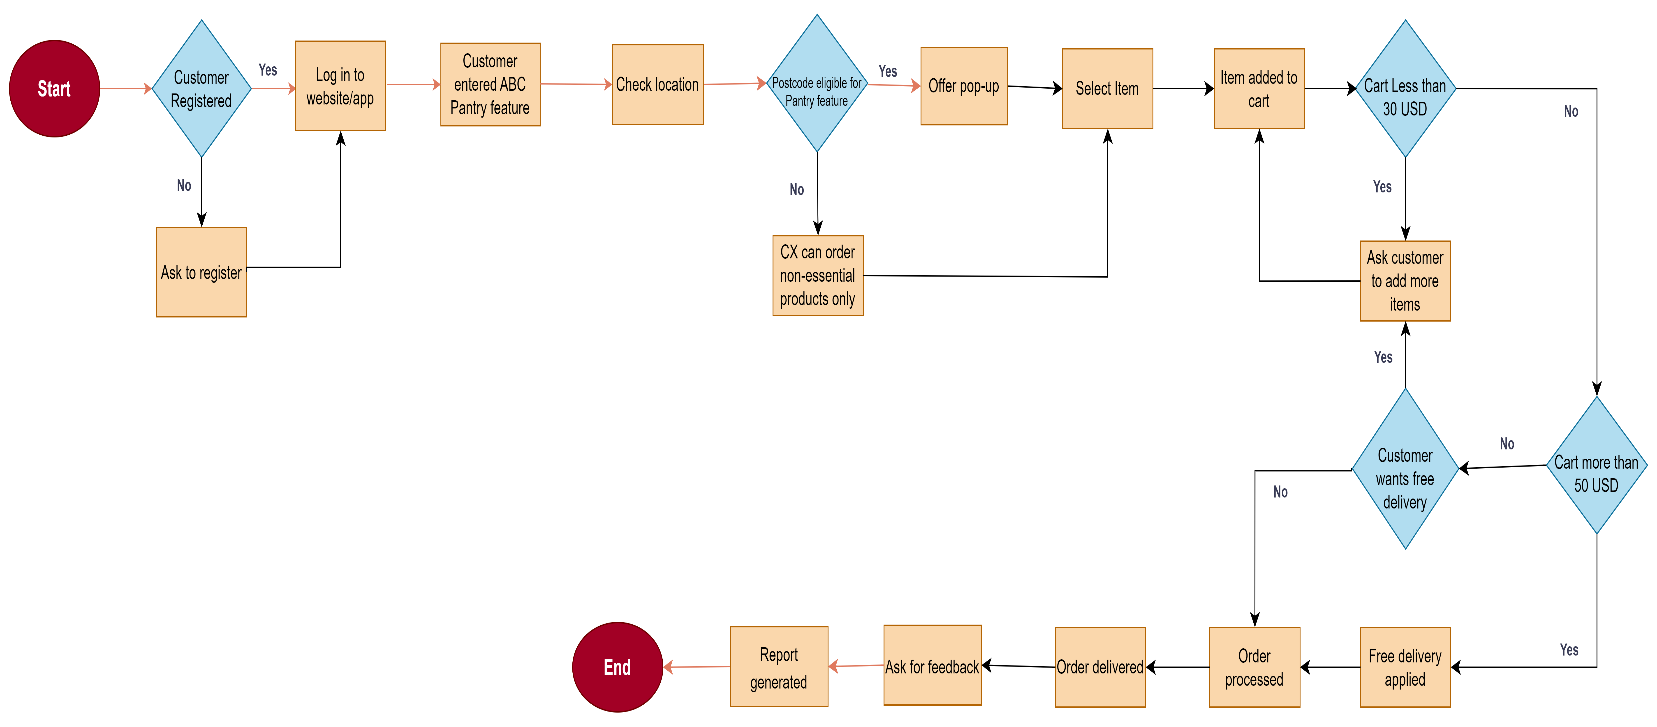 Start
Customer
Registered
Yes
No
Ask to register
Log in to
website/app
Customer
entered ABC
Pantry feature
Check location
Postcode eligible for
Pantry feature
Yes
No
CX can order
non-essential
products only
Offer pop-up
Select Item
Item added to
cart
Cart Less than
30 USD
No
Yes
Ask customer
to add more
items
Yes
Customer
wants free
delivery
No
No
Cart more than
50 USD
Yes
Free delivery
applied
Order
processed
Order delivered
Ask for feedback
Report
generated
End